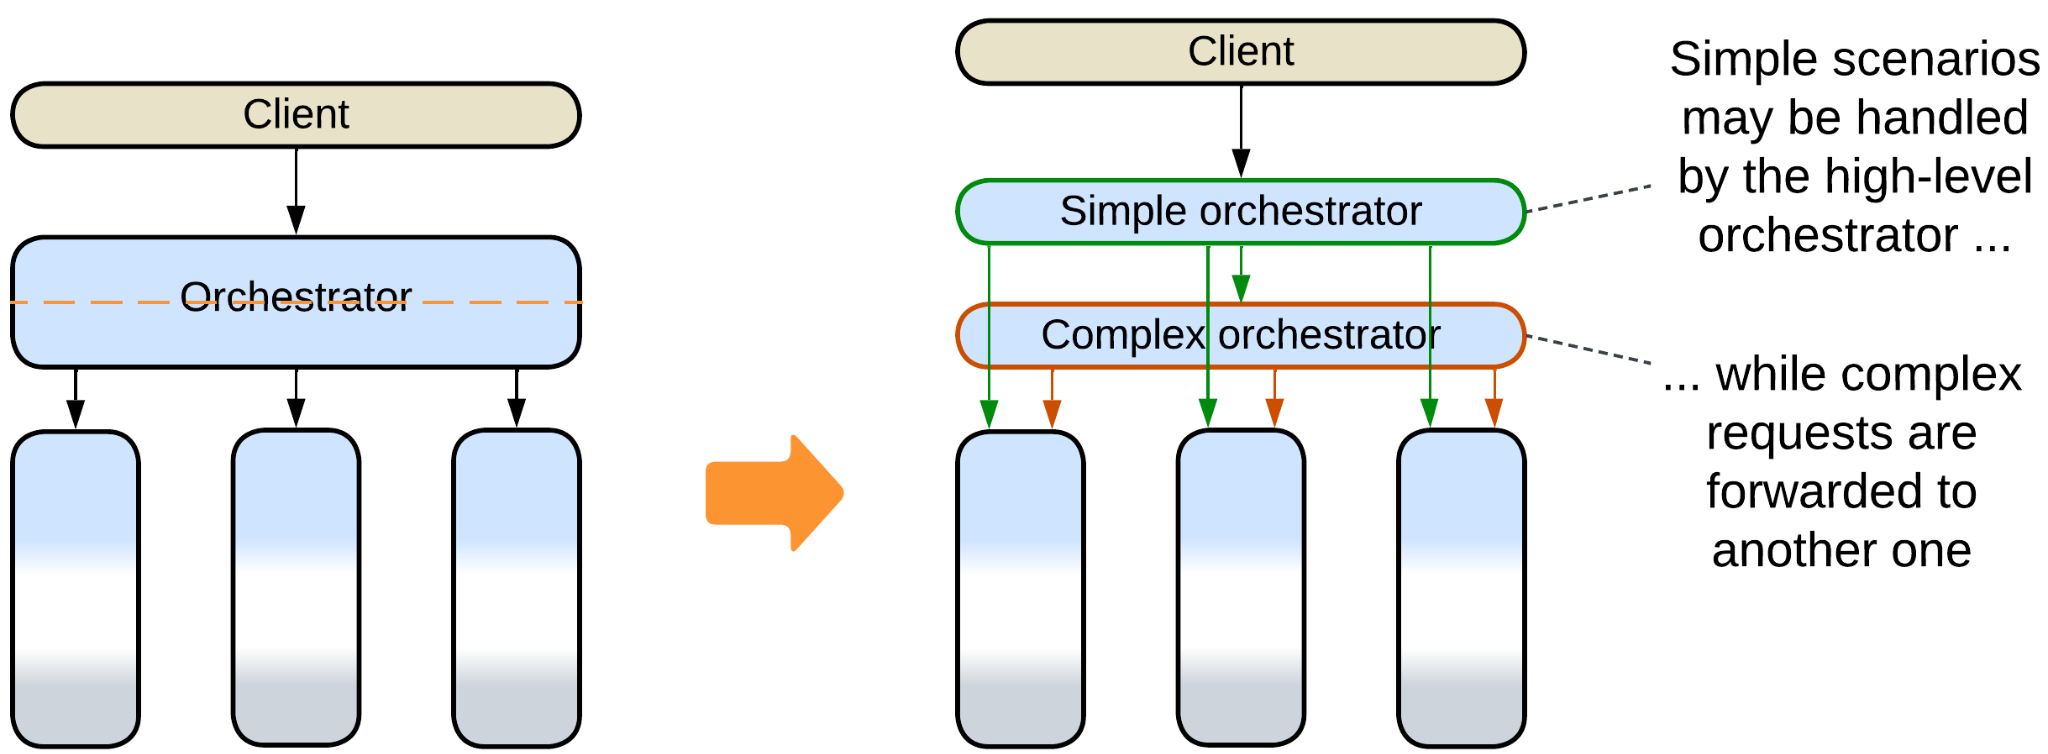 Client
Orchestrator
Client
Simple orchestrator
Complex orchestrator
Simple scenarios
may be handled
by the high-level
orchestrator ...
... while complex
requests are
forwarded to
another one